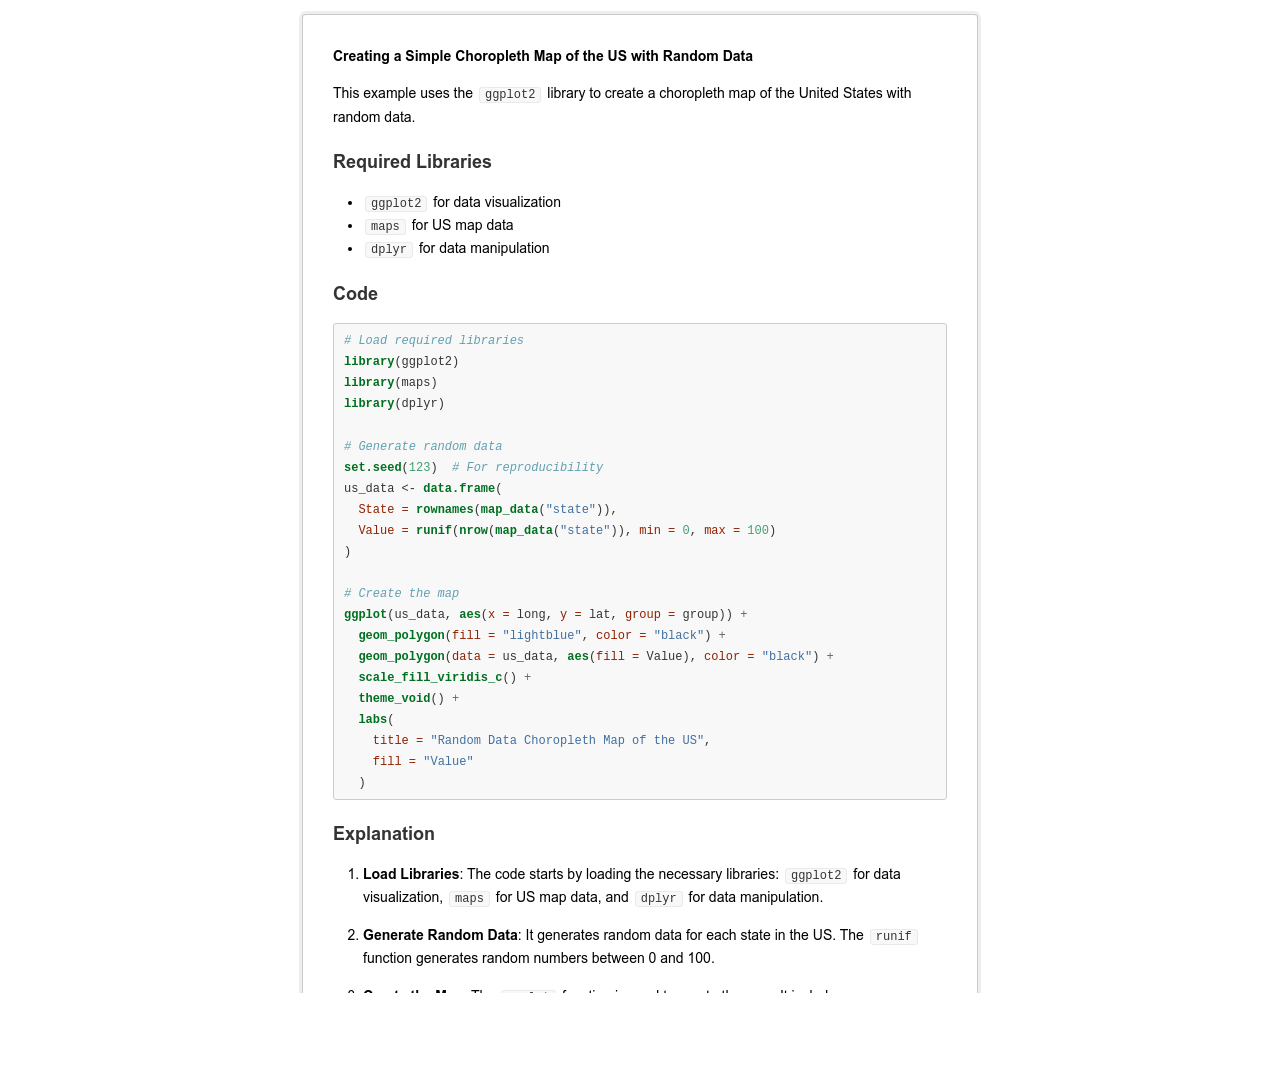 Creating a Simple Choropleth Map of the US with Random Data
This example uses the ggplot2 library to create a choropleth map of the United States with
random data.
Required Libraries
• ggplot2 for data visualization
• maps for US map data
• dplyr for data manipulation
Code
# Load required libraries
library(ggplot2)
library(maps)
library(dplyr)

# Generate random data
set.seed(123)  # For reproducibility
us_data <- data.frame(
  State = rownames(map_data("state")),
  Value = runif(nrow(map_data("state")), min = 0, max = 100)
)

# Create the map
ggplot(us_data, aes(x = long, y = lat, group = group)) +
  geom_polygon(fill = "lightblue", color = "black") +
  geom_polygon(data = us_data, aes(fill = Value), color = "black") +
  scale_fill_viridis_c() +
  theme_void() +
  labs(
    title = "Random Data Choropleth Map of the US",
    fill = "Value"
  )
Explanation
1. Load Libraries: The code starts by loading the necessary libraries: ggplot2 for data
visualization, maps for US map data, and dplyr for data manipulation.
2. Generate Random Data: It generates random data for each state in the US. The runif
function generates random numbers between 0 and 100.